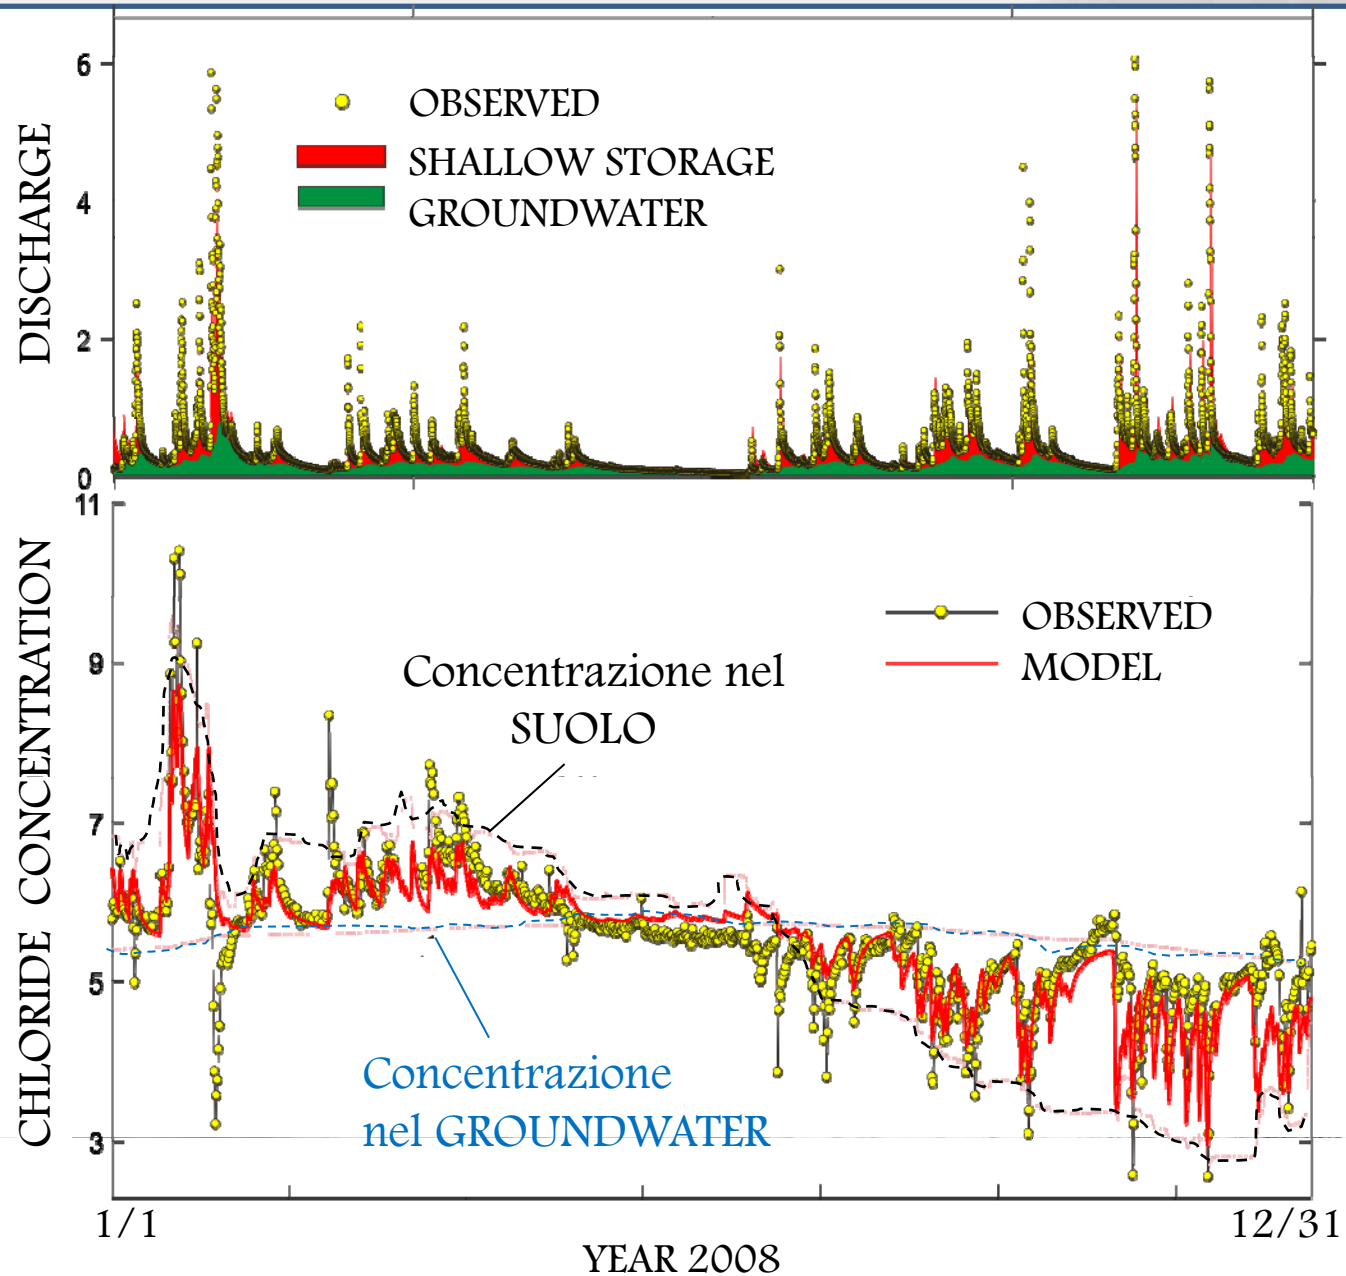 6
4
2
0
DISCHARGE
OBSERVED
SHALLOW STORAGE
GROUNDWATER
11
9
7
5
3
CHLORIDE CONCENTRATION
OBSERVED
MODEL
Concentrazione nel
SUOLO
Concentrazione
nel GROUNDWATER
1/1
12/31
YEAR 2008